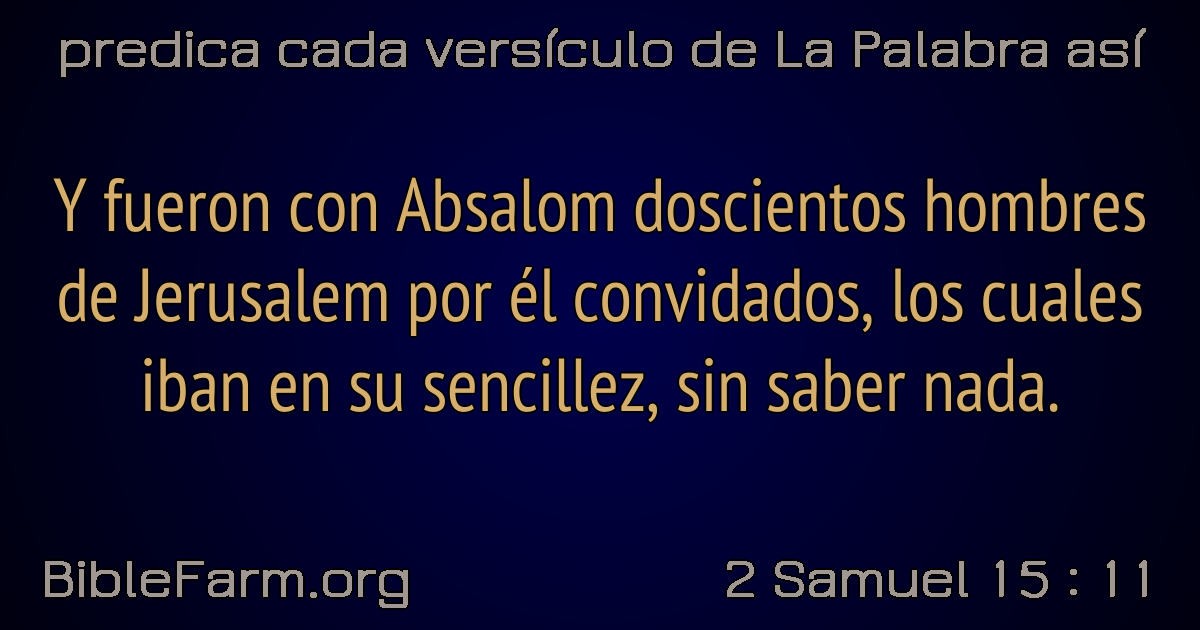 predica cada versículo de La Palabra así
Y fueron con Absalom doscientos hombres
de Jerusalem por él convidados, los cuales
iban en su sencillez, sin saber nada.
BibleFarm.org
2 Samuel 15 : 11